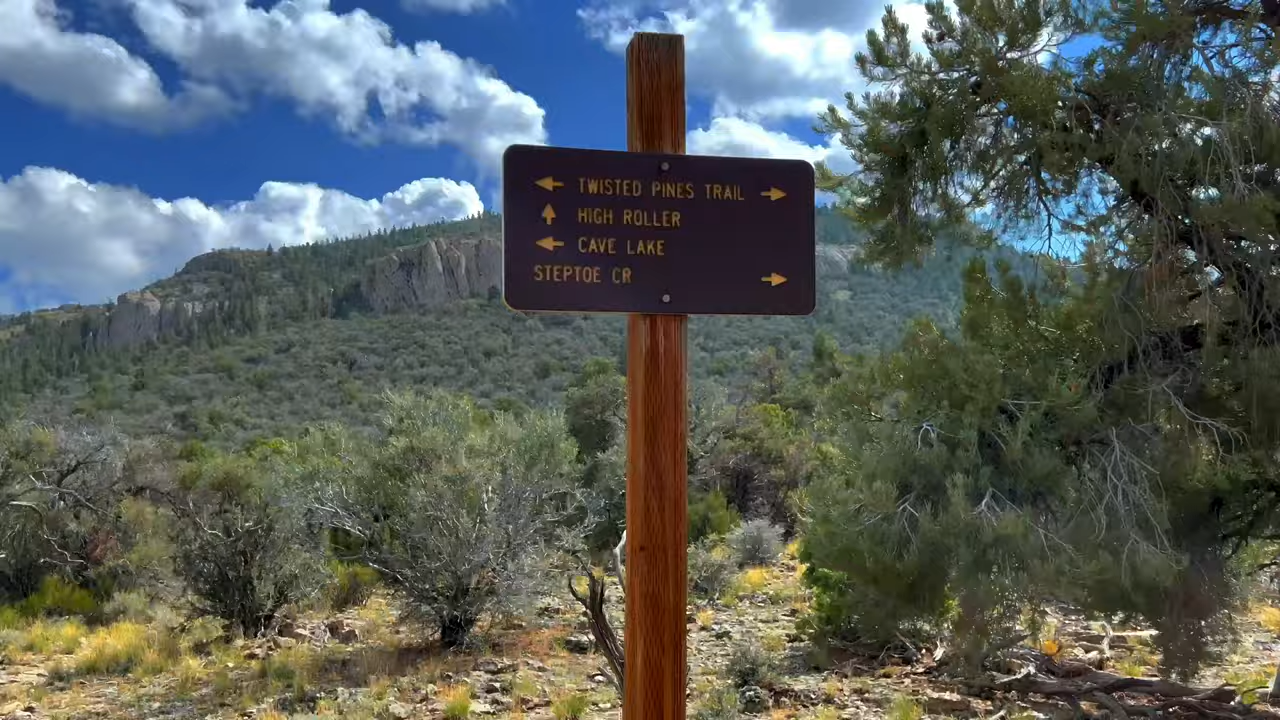 ← TWISTED PINES TRAIL →
↑ HIGH ROLLER
← CAVE LAKE
STEPTOE CR →